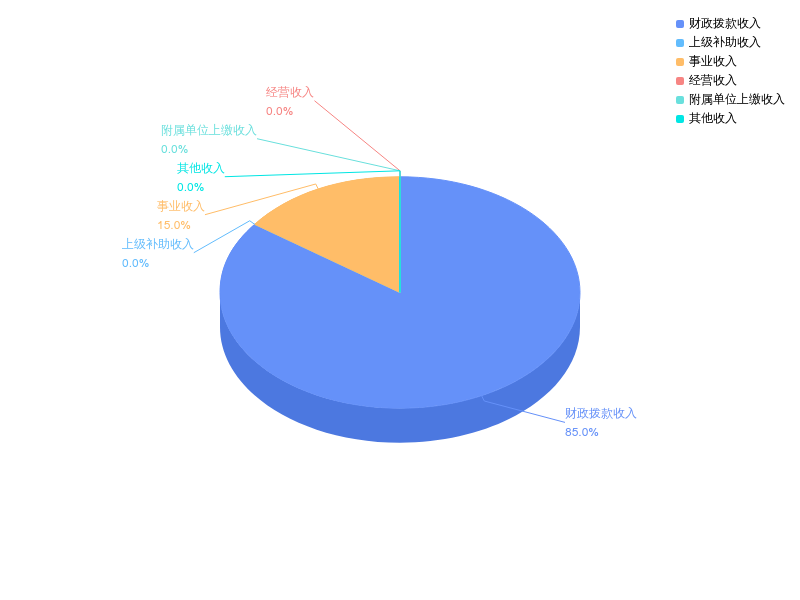 财政拨款收入
上级补助收入
事业收入
经营收入
附属单位上缴收入
其他收入
经营收入
0.0%
附属单位上缴收入
0.0%
其他收入
0.0%
事业收入
15.0%
上级补助收入
0.0%
财政拨款收入
85.0%